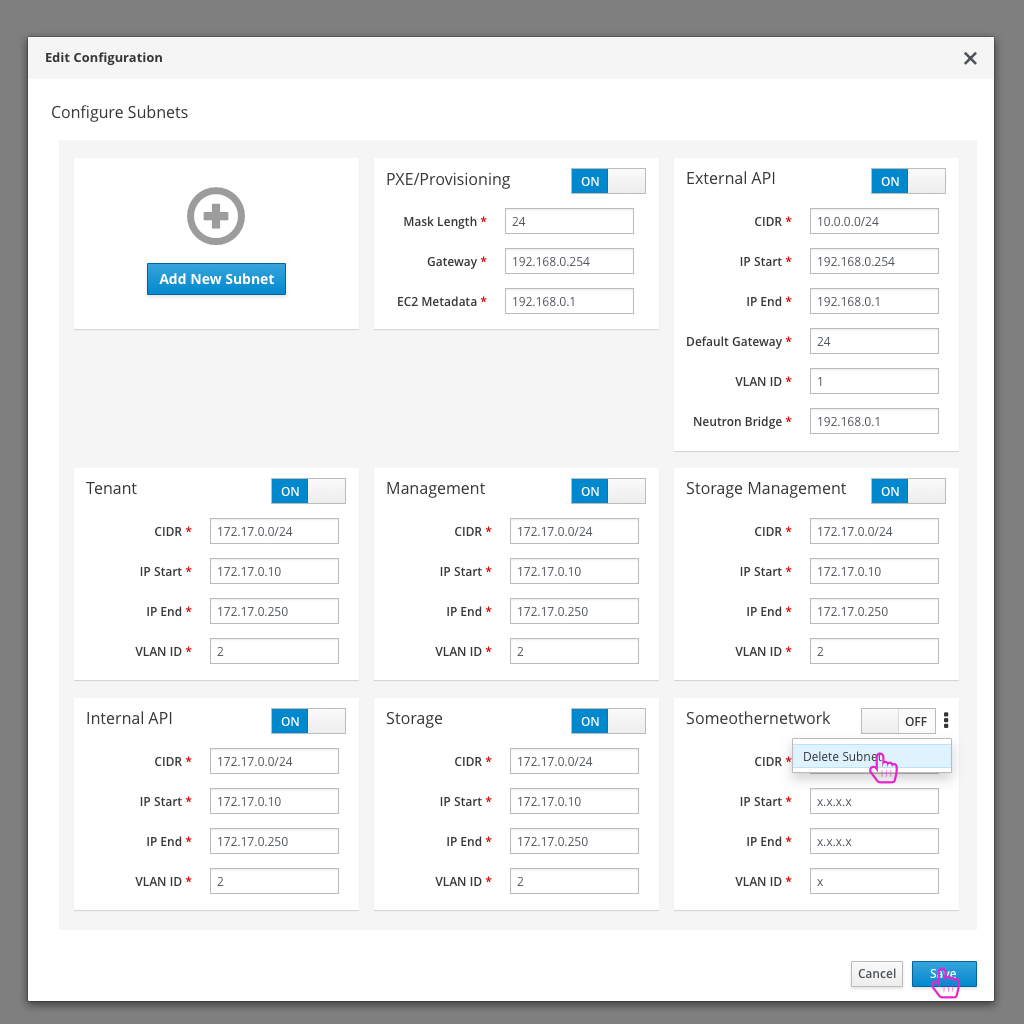 Edit Configuration
Configure Subnets
Add New Subnet
PXE/Provisioning ON
Mask Length * 24
Gateway * 192.168.0.254
EC2 Metadata * 192.168.0.1
External API ON
CIDR * 10.0.0.0/24
IP Start * 192.168.0.254
IP End * 192.168.0.1
Default Gateway * 24
VLAN ID * 1
Neutron Bridge * 192.168.0.1
Tenant ON
CIDR * 172.17.0.0/24
IP Start * 172.17.0.10
IP End * 172.17.0.250
VLAN ID * 2
Management ON
CIDR * 172.17.0.0/24
IP Start * 172.17.0.10
IP End * 172.17.0.250
VLAN ID * 2
Storage Management ON
CIDR * 172.17.0.0/24
IP Start * 172.17.0.10
IP End * 172.17.0.250
VLAN ID * 2
Internal API ON
CIDR * 172.17.0.0/24
IP Start * 172.17.0.10
IP End * 172.17.0.250
VLAN ID * 2
Storage ON
CIDR * 172.17.0.0/24
IP Start * 172.17.0.10
IP End * 172.17.0.250
VLAN ID * 2
Someothernetwork OFF
Delete Subnet
CIDR *
IP Start * x.x.x.x
IP End * x.x.x.x
VLAN ID * x
Cancel Save